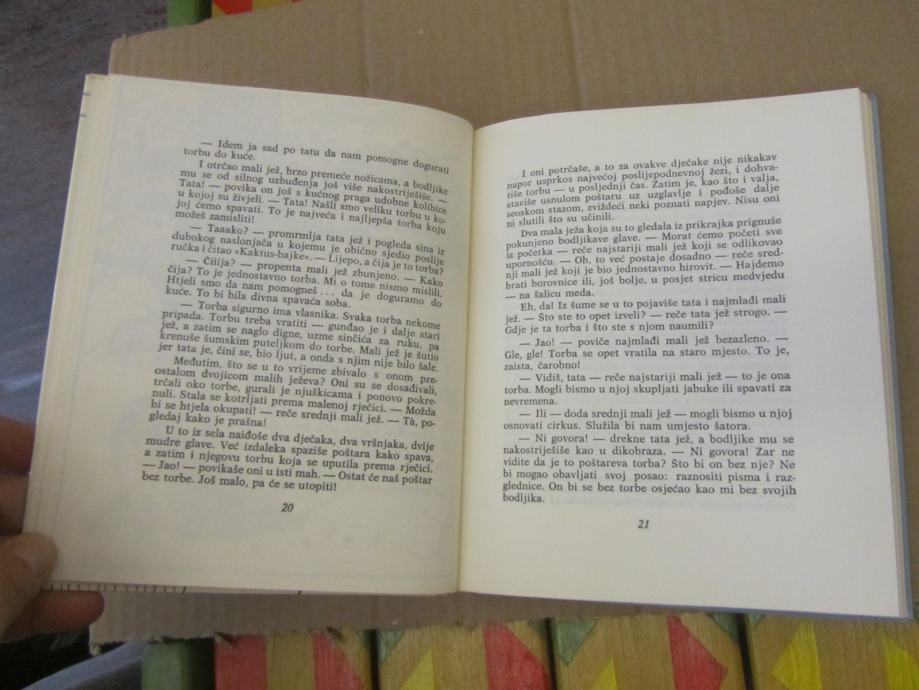 — Idem ja sad po tatu da nam pomogne dogurati
torbu do kuće.
I otrčao mali jež, brzo premeće nožicama, a bodljike
mu se od silnog uzbuđenja još više nakostriješiše. —
Tata! — povika on još s kućnog praga udobne kolibice
u kojoj su živjeli. — Tata! Našli smo veliku torbu u ko-
joj ćemo spavati. To je najveća i najljepša torba koju
možeš zamisliti!
— Taaako? — promrmlja tata jež i pogleda sina iz
dubokog naslonjača u kojemu je obično sjedio poslije
ručka i čitao »Kaktus-bajke«. — Lijepo, a čija je to torba?
— Čiiija? — propenta mali jež zbunjeno. — Kako
čija? To je jednostavno torba. Mi o tome nismo mislili.
Htjeli smo da nam pomogneš... da je doguramo do
kuće. To bi bila divna spavaća soba.
— Torba sigurno ima vlasnika. Svaka torba nekome
pripada. Torbu treba vratiti — gunđao je i dalje stari
jež, a zatim se naglo digne, uzme sinčića za ruku, pa
krenuše šumskim puteljkom do torbe. Mali jež je šutio
jer tata je, čini se, bio ljut, a onda s njim nije bilo šale.
Međutim, što se u to vrijeme zbivalo s onom pre-
ostalom dvojicom malih ježeva? Oni su se dosađivali,
trčali oko torbe, gurali je njuškicama i ponovo pokre-
nuli. Stala se kotrljati prema malenoj rječici. — Možda
bi se htjela okupati! — reče srednji mali jež. — Tà, po-
gledaj kako je prašna!
U to iz sela naiđoše dva dječaka, dva vršnjaka, dvije
mudre glave. Već izdaleka spaziše poštara kako spava,
a zatim i njegovu torbu koja se uputila prema rječici.
— Jao! — povikaše oni u isti mah. — Ostat će naš poštar
bez torbe. Još malo, pa će se utopiti!
20
I oni potrčaše, a to za ovakve dječake nije nikakav
napor usprkos najvećoj poslijepodnevnoj žezi, i dohva-
tiše torbu — u posljednji čas. Zatim je, kao što i valja,
staviše usnulom poštaru uz uzglavlje i pođoše dalje
seoskom stazom, zviždeći neki poznati napjev. Nisu oni
ni slutili što su učinili.
Dva mala ježa koja su to gledala iz prikrajka prignuše
pokunjeno bodljikave glave. — Morat ćemo početi sve
iz početka — reče najstariji mali jež koji se odlikovao
upornošću. — Oh, to već postaje dosadno — reče sred-
nji mali jež koji je bio jednostavno hirovit. — Hajdemo
brati borovnice ili, još bolje, u posjet stricu medvjedu
— na šalicu meda.
Eh, da! Iz šume se u to pojaviše tata i najmlađi mali
jež. — Što ste to opet izveli? — reče tata jež strogo. —
Gdje je ta torba i što ste s njom naumili?
— Jao! — poviče najmlađi mali jež bezazleno. —
Gle, gle! Torba se opet vratila na staro mjesto. To je,
zaista, čarobno!
— Vidiš, tata — reče najstariji mali jež — to je ona
torba. Mogli bismo u njoj skupljati jabuke ili spavati za
nevremena.
— Ili — doda srednji mali jež — mogli bismo u njoj
osnovati cirkus. Služila bi nam umjesto šatora.
— Ni govora! — drekne tata jež, a bodljike mu se
nakostriješiše kao u dikobraza. — Ni govora! Zar ne
vidite da je to poštareva torba? Što bi on bez nje? Ne
bi mogao obavljati svoj posao: raznositi pisma i raz-
glednice. On bi se bez torbe osjećao kao mi bez svojih
bodljika.
21